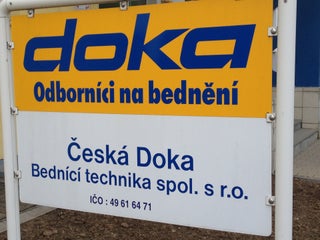 doka
Odborníci na bednění
Česká Doka
Bednící technika spol. s r.o.
IČO : 49 61 64 71